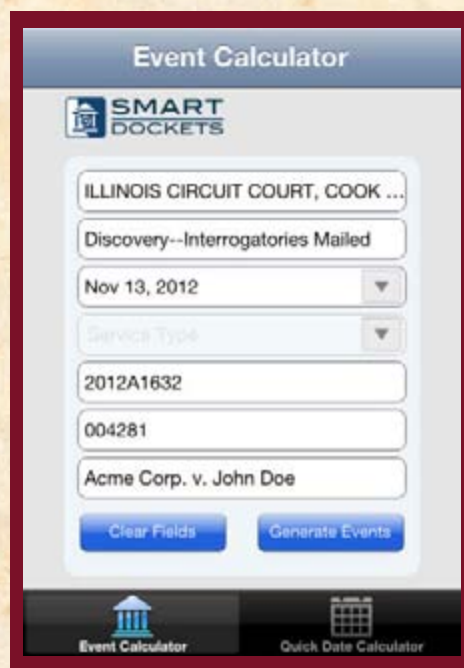 Event Calculator
SMART
DOCKETS
ILLINOIS CIRCUIT COURT, COOK ...
Discovery--Interrogatories Mailed
Nov 13, 2012
Service Type
2012A1632
004281
Acme Corp. v. John Doe
Clear Fields
Generate Events
Event Calculator
Quick Date Calculator